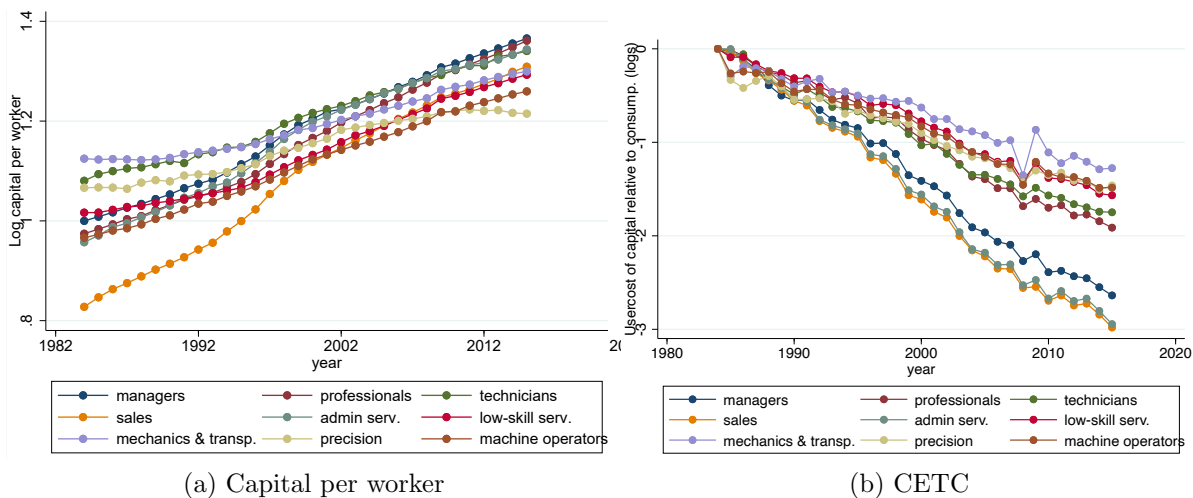 Log capital per worker
1.4
1.2
1
.8
1982
1992
2002
2012
year
managers
professionals
technicians
sales
admin serv.
low-skill serv.
mechanics & transp.
precision
machine operators
(a) Capital per worker
Usercost of capital relative to consump. (logs)
0
-1
-2
-3
1980
1990
2000
2010
2020
year
managers
professionals
technicians
sales
admin serv.
low-skill serv.
mechanics & transp.
precision
machine operators
(b) CETC